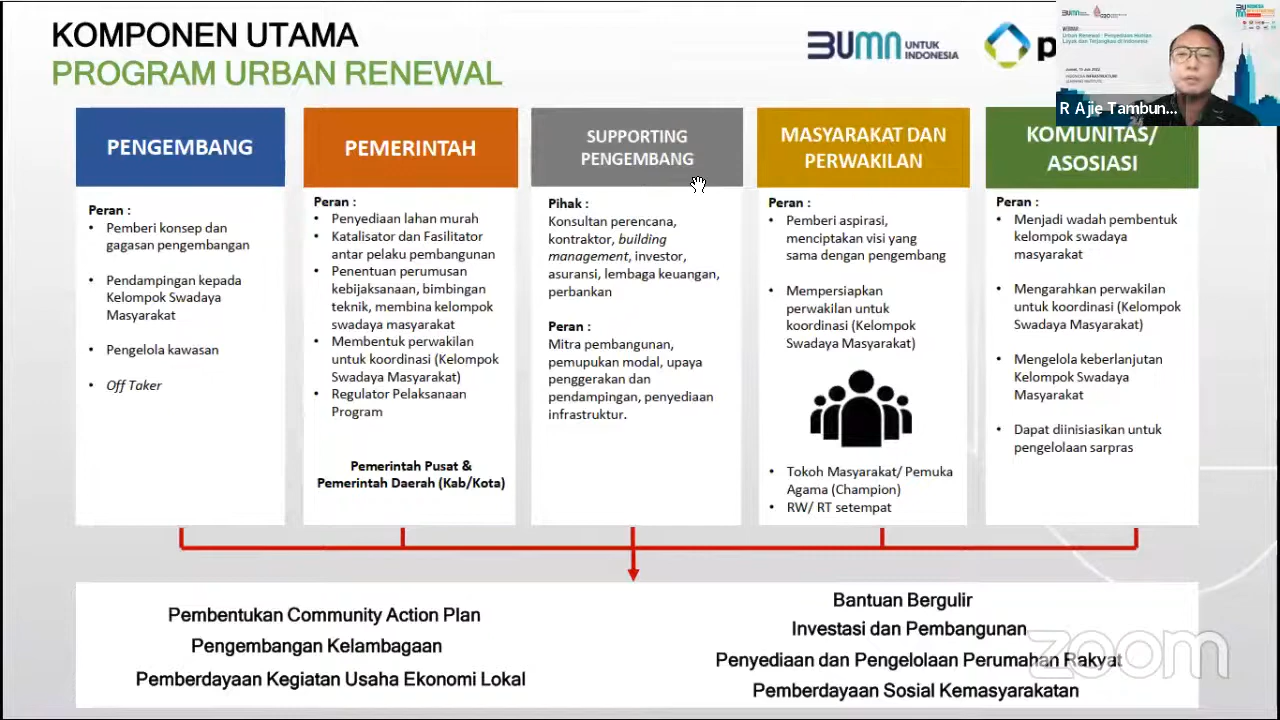 KOMPONEN UTAMA
PROGRAM URBAN RENEWAL
BUMN UNTUK
INDONESIA
R Ajie Tambun...
PENGEMBANG
Peran :
• Pemberi konsep dan
gagasan pengembangan
• Pendampingan kepada
Kelompok Swadaya
Masyarakat
• Pengelola kawasan
• Off Taker
PEMERINTAH
Peran :
• Penyediaan lahan murah
• Katalisator dan Fasilitator
antar pelaku pembangunan
• Penentuan perumusan
kebijaksanaan, bimbingan
teknik, membina kelompok
swadaya masyarakat
• Membentuk perwakilan
untuk koordinasi (Kelompok
Swadaya Masyarakat)
• Regulator Pelaksanaan
Program
Pemerintah Pusat &
Pemerintah Daerah (Kab/Kota)
SUPPORTING
PENGEMBANG
Pihak :
Konsultan perencana,
kontraktor, building
management, investor,
asuransi, lembaga keuangan,
perbankan
Peran :
Mitra pembangunan,
pemupukan modal, upaya
penggerakan dan
pendampingan, penyediaan
infrastruktur.
MASYARAKAT DAN
PERWAKILAN
Peran :
• Pemberi aspirasi,
menciptakan visi yang
sama dengan pengembang
• Mempersiapkan
perwakilan untuk
koordinasi (Kelompok
Swadaya Masyarakat)
• Tokoh Masyarakat/ Pemuka
Agama (Champion)
• RW/ RT setempat
KOMUNITAS/
ASOSIASI
Peran :
• Menjadi wadah pembentuk
kelompok swadaya
masyarakat
• Mengarahkan perwakilan
untuk koordinasi (Kelompok
Swadaya Masyarakat)
• Mengelola keberlanjutan
Kelompok Swadaya
Masyarakat
• Dapat diinisiasikan untuk
pengelolaan sarpras
Pembentukan Community Action Plan
Pengembangan Kelambagaan
Pemberdayaan Kegiatan Usaha Ekonomi Lokal
Bantuan Bergulir
Investasi dan Pembangunan
Penyediaan dan Pengelolaan Perumahan Rakyat
Pemberdayaan Sosial Kemasyarakatan
zoom